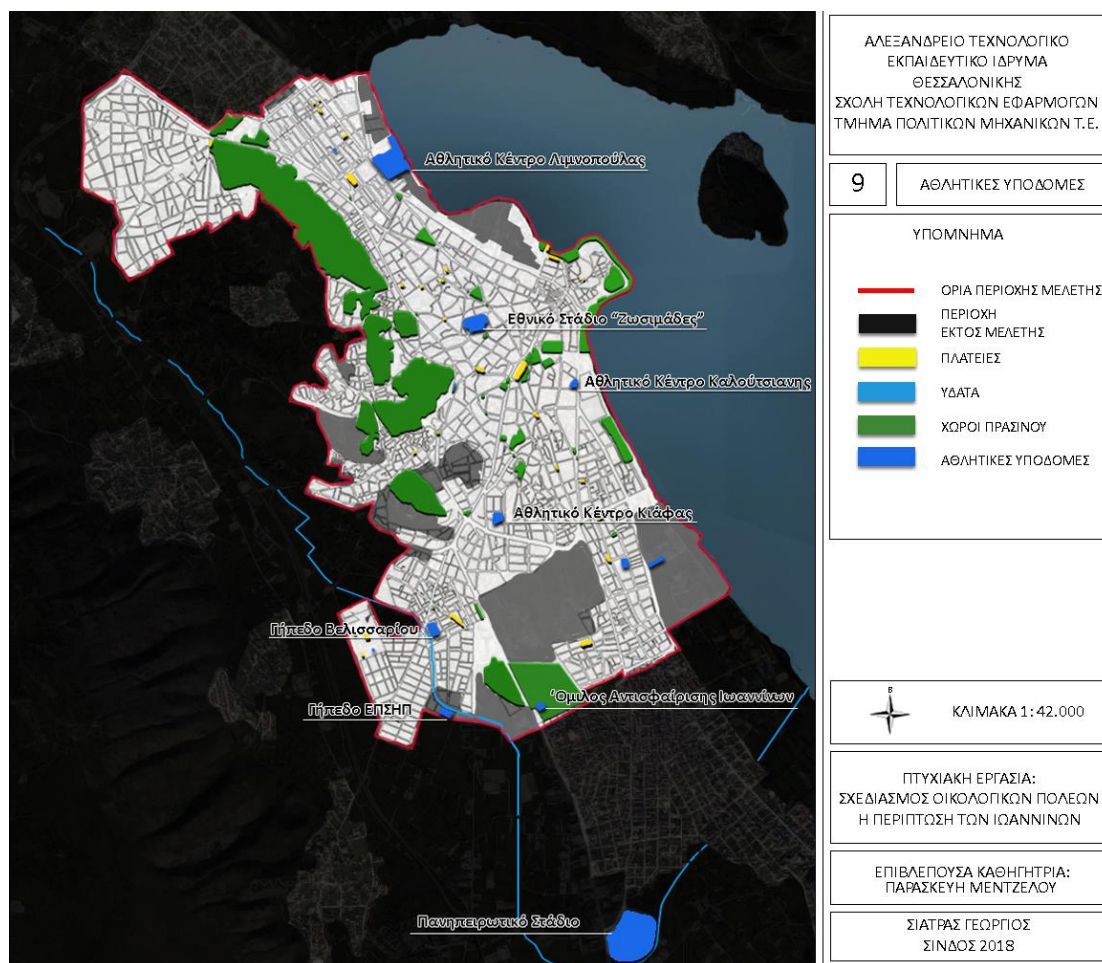 Αθλητικό Κέντρο Λιμνοπούλας
Εθνικό Στάδιο "Ζωσιμάδες"
Αθλητικό Κέντρο Καλούτσιανης
Αθλητικό Κέντρο Κιάφας
Γήπεδο Βελισσαρίου
Όμιλος Αντισφαίρισης Ιωαννίνων
Γήπεδο ΕΠΣΗΠ
Πανηπειρωτικό Στάδιο
ΑΛΕΞΑΝΔΡΕΙΟ ΤΕΧΝΟΛΟΓΙΚΟ
ΕΚΠΑΙΔΕΥΤΙΚΟ ΙΔΡΥΜΑ
ΘΕΣΣΑΛΟΝΙΚΗΣ
ΣΧΟΛΗ ΤΕΧΝΟΛΟΓΙΚΩΝ ΕΦΑΡΜΟΓΩΝ
ΤΜΗΜΑ ΠΟΛΙΤΙΚΩΝ ΜΗΧΑΝΙΚΩΝ Τ.Ε.
9 ΑΘΛΗΤΙΚΕΣ ΥΠΟΔΟΜΕΣ
ΥΠΟΜΝΗΜΑ
ΟΡΙΑ ΠΕΡΙΟΧΗΣ ΜΕΛΕΤΗΣ
ΠΕΡΙΟΧΗ
ΕΚΤΟΣ ΜΕΛΕΤΗΣ
ΠΛΑΤΕΙΕΣ
ΥΔΑΤΑ
ΧΩΡΟΙ ΠΡΑΣΙΝΟΥ
ΑΘΛΗΤΙΚΕΣ ΥΠΟΔΟΜΕΣ
Β
ΚΛΙΜΑΚΑ 1: 42.000
ΠΤΥΧΙΑΚΗ ΕΡΓΑΣΙΑ:
ΣΧΕΔΙΑΣΜΟΣ ΟΙΚΟΛΟΓΙΚΩΝ ΠΟΛΕΩΝ
Η ΠΕΡΙΠΤΩΣΗ ΤΩΝ ΙΩΑΝΝΙΝΩΝ
ΕΠΙΒΛΕΠΟΥΣΑ ΚΑΘΗΓΗΤΡΙΑ:
ΠΑΡΑΣΚΕΥΗ ΜΕΝΤΖΕΛΟΥ
ΣΙΑΤΡΑΣ ΓΕΩΡΓΙΟΣ
ΣΙΝΔΟΣ 2018